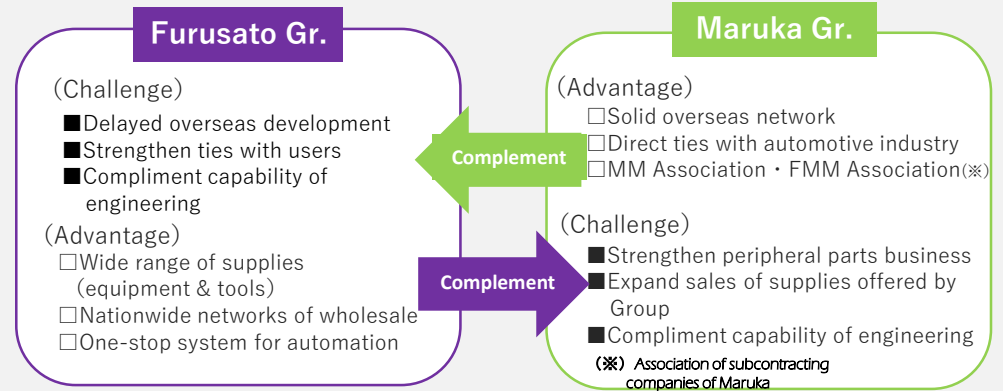 Furusato Gr.
(Challenge)
■Delayed overseas development
■Strengthen ties with users
■Compliment capability of
engineering
(Advantage)
□Wide range of supplies
(equipment & tools)
□Nationwide networks of wholesale
□One-stop system for automation
Complement
Complement
Maruka Gr.
(Advantage)
□Solid overseas network
□Direct ties with automotive industry
□MM Association・FMM Association(※)
(Challenge)
■Strengthen peripheral parts business
■Expand sales of supplies offered by
Group
■Compliment capability of engineering
(※) Association of subcontracting
companies of Maruka